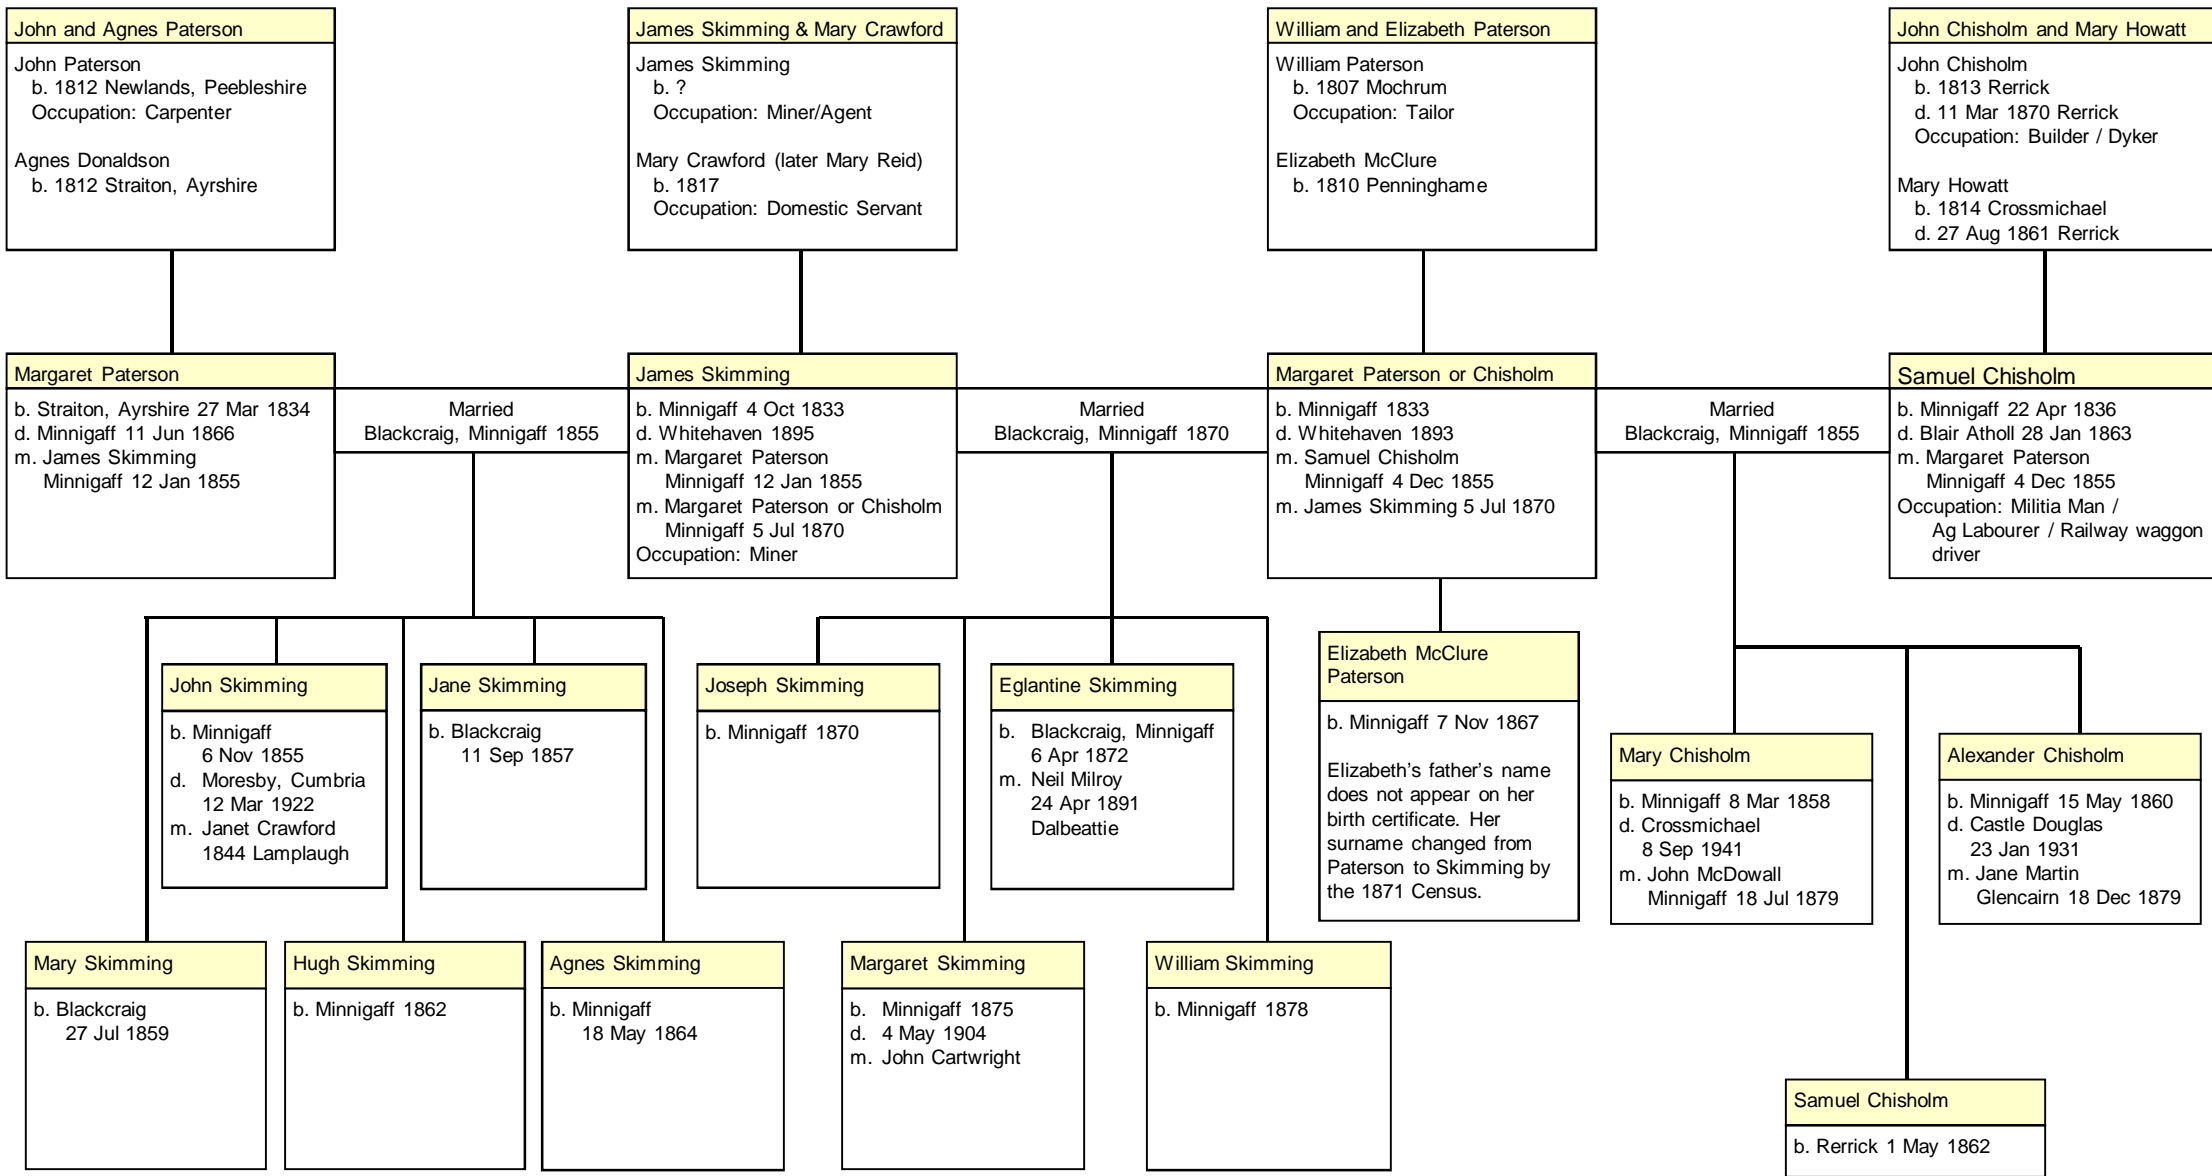 John and Agnes Paterson
John Paterson
b. 1812 Newlands, Peebleshire
Occupation: Carpenter
Agnes Donaldson
b. 1812 Straiton, Ayrshire
James Skimming & Mary Crawford
James Skimming
b. ?
Occupation: Miner/Agent
Mary Crawford (later Mary Reid)
b. 1817
Occupation: Domestic Servant
William and Elizabeth Paterson
William Paterson
b. 1807 Mochrum
Occupation: Tailor
Elizabeth McClure
b. 1810 Penninghame
John Chisholm and Mary Howatt
John Chisholm
b. 1813 Rerrick
d. 11 Mar 1870 Rerrick
Occupation: Builder / Dyker
Mary Howatt
b. 1814 Crossmichael
d. 27 Aug 1861 Rerrick
Margaret Paterson
b. Straiton, Ayrshire 27 Mar 1834
d. Minnigaff 11 Jun 1866
m. James Skimming
Minnigaff 12 Jan 1855
Married
Blackcraig, Minnigaff 1855
James Skimming
b. Minnigaff 4 Oct 1833
d. Whitehaven 1895
m. Margaret Paterson
Minnigaff 12 Jan 1855
m. Margaret Paterson or Chisholm
Minnigaff 5 Jul 1870
Occupation: Miner
Married
Blackcraig, Minnigaff 1870
Margaret Paterson or Chisholm
b. Minnigaff 1833
d. Whitehaven 1893
m. Samuel Chisholm
Minnigaff 4 Dec 1855
m. James Skimming 5 Jul 1870
Married
Blackcraig, Minnigaff 1855
Samuel Chisholm
b. Minnigaff 22 Apr 1836
d. Blair Atholl 28 Jan 1863
m. Margaret Paterson
Minnigaff 4 Dec 1855
Occupation: Militia Man /
Ag Labourer / Railway waggon
driver
John Skimming
b. Minnigaff
6 Nov 1855
d. Moresby, Cumbria
12 Mar 1922
m. Janet Crawford
1844 Lamplaugh
Jane Skimming
b. Blackcraig
11 Sep 1857
Joseph Skimming
b. Minnigaff 1870
Eglantine Skimming
b. Blackcraig, Minnigaff
6 Apr 1872
m. Neil Milroy
24 Apr 1891
Dalbeattie
Elizabeth McClure
Paterson
b. Minnigaff 7 Nov 1867
Elizabeth’s father’s name
does not appear on her
birth certificate. Her
surname changed from
Paterson to Skimming by
the 1871 Census.
Mary Chisholm
b. Minnigaff 8 Mar 1858
d. Crossmichael
8 Sep 1941
m. John McDowall
Minnigaff 18 Jul 1879
Alexander Chisholm
b. Minnigaff 15 May 1860
d. Castle Douglas
23 Jan 1931
m. Jane Martin
Glencairn 18 Dec 1879
Mary Skimming
b. Blackcraig
27 Jul 1859
Hugh Skimming
b. Minnigaff 1862
Agnes Skimming
b. Minnigaff
18 May 1864
Margaret Skimming
b. Minnigaff 1875
d. 4 May 1904
m. John Cartwright
William Skimming
b. Minnigaff 1878
Samuel Chisholm
b. Rerrick 1 May 1862